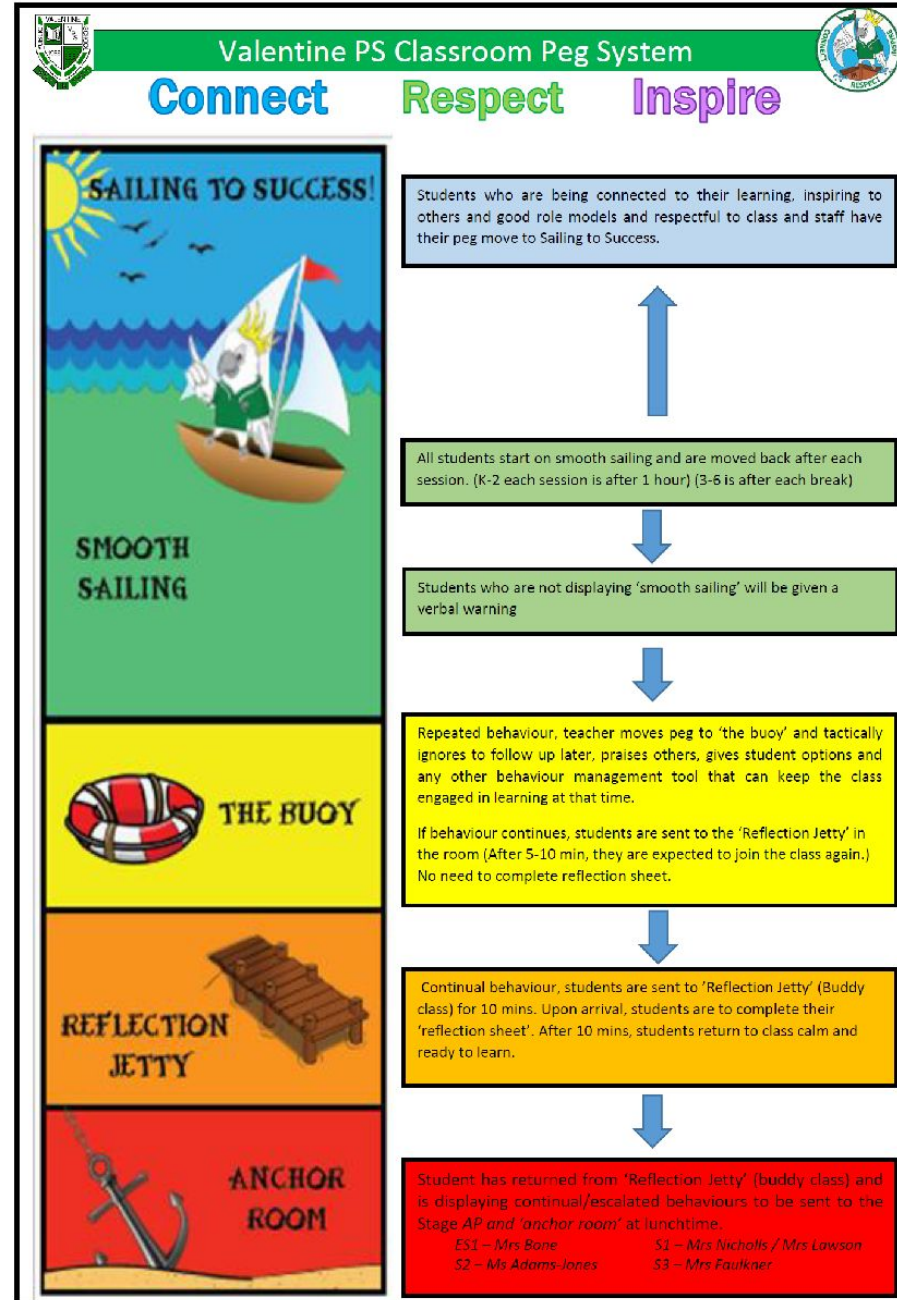 VALENTINE
Valentine PS Classroom Peg System
CONNECT
RESPECT
Connect Respect Inspire
SAILING TO SUCCESS!
Students who are being connected to their learning, inspiring to
others and good role models and respectful to class and staff have
their peg move to Sailing to Success.
All students start on smooth sailing and are moved back after each
session. (K-2 each session is after 1 hour) (3-6 is after each break)
SMOOTH
SAILING
Students who are not displaying ‘smooth sailing’ will be given a
verbal warning
THE BUOY
Repeated behaviour, teacher moves peg to ‘the buoy’ and tactically
ignores to follow up later, praises others, gives student options and
any other behaviour management tool that can keep the class
engaged in learning at that time.
If behaviour continues, students are sent to the ‘Reflection Jetty’ in
the room (After 5-10 min, they are expected to join the class again.)
No need to complete reflection sheet.
REFLECTION
JETTY
Continual behaviour, students are sent to ‘Reflection Jetty’ (Buddy
class) for 10 mins. Upon arrival, students are to complete their
‘reflection sheet’. After 10 mins, students return to class calm and
ready to learn.
ANCHOR
ROOM
Student has returned from ‘Reflection Jetty’ (buddy class) and
is displaying continual/escalated behaviours to be sent to the
Stage AP and ‘anchor room’ at lunchtime.
ES1 – Mrs Bone S1 – Mrs Nicholls / Mrs Lawson
S2 – Ms Adams-Jones S3 – Mrs Faulkner